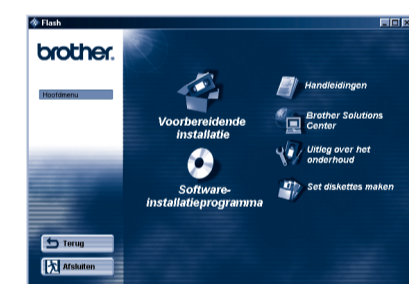 Flash
brother.
Hoofdmenu
Voorbereidende
installatie
Software-
installatieprogramma
Handleidingen
Brother Solutions
Center
Uitleg over het
onderhoud
Set diskettes maken
Terug
Afsluiten